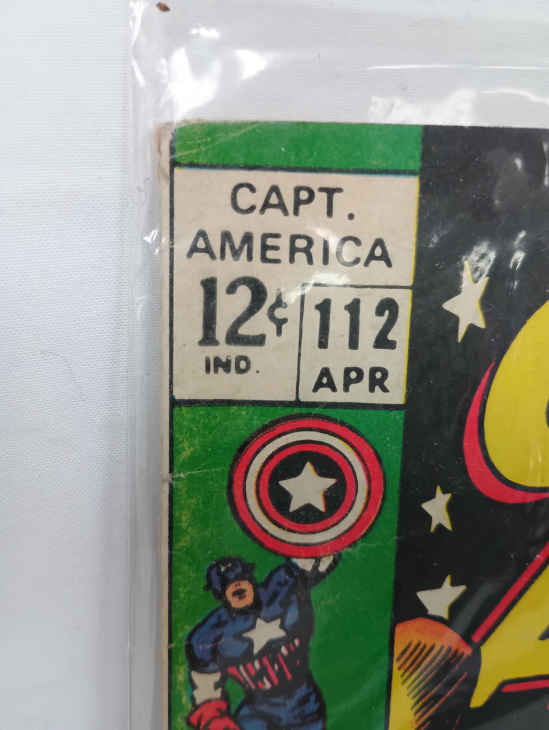 CAPT.
AMERICA
12¢
IND.
112
APR